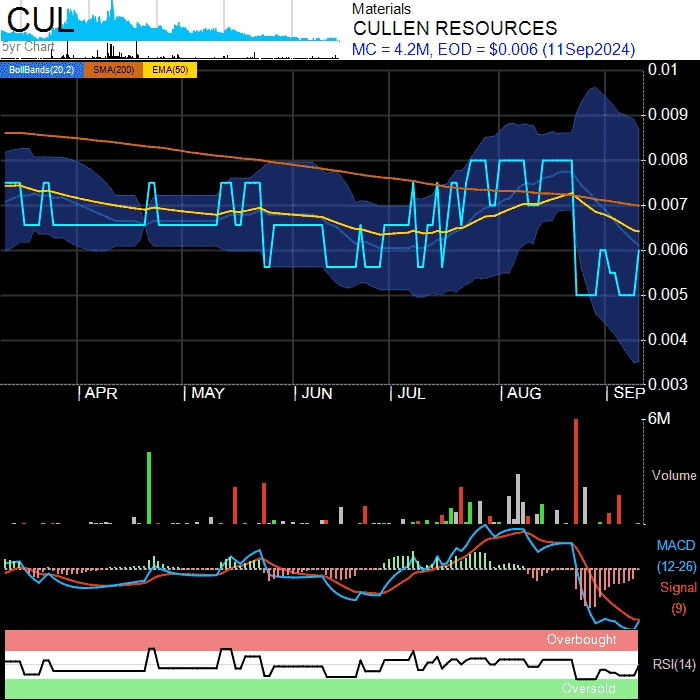 CUL
5yr Chart
Materials
CULLEN RESOURCES
MC = 4.2M, EOD = $0.006 (11Sep2024)
BollBands(20,2) SMA(200) EMA(50)
0.01
0.009
0.008
0.007
0.006
0.005
0.004
0.003
APR MAY JUN JUL AUG SEP
6M
Volume
MACD
(12-26)
Signal
(9)
Overbought
RSI(14)
Oversold